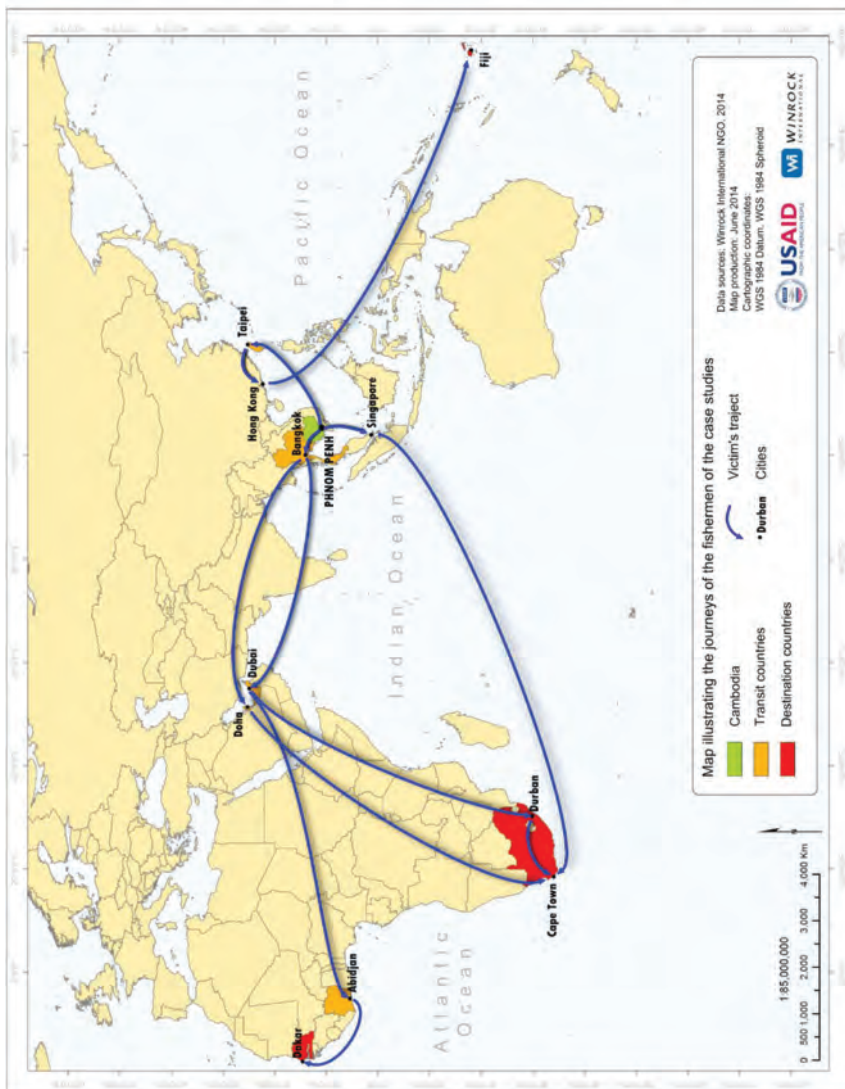 Pacific Ocean
Atlantic
Ocean
Indian Ocean
Dakar
Abidjan
Cape Town
Durban
Doha
Dubai
Bangkok
PHNOM PENH
Singapore
Hong Kong
Taipei
Fiji
1:85,000,000
0 500 1,000 2,000 3,000 4,000 Km
Map illustrating the journeys of the fishermen of the case studies
Cambodia
Transit countries
Destination countries
Victim's traject
Durban
Cities
Data sources: Winrock International NGO, 2014
Map production: June 2014
Cartographic coordinates:
WGS 1984 Datum, WGS 1984 Spheroid
USAID
FROM THE AMERICAN PEOPLE
WINROCK
INTERNATIONAL